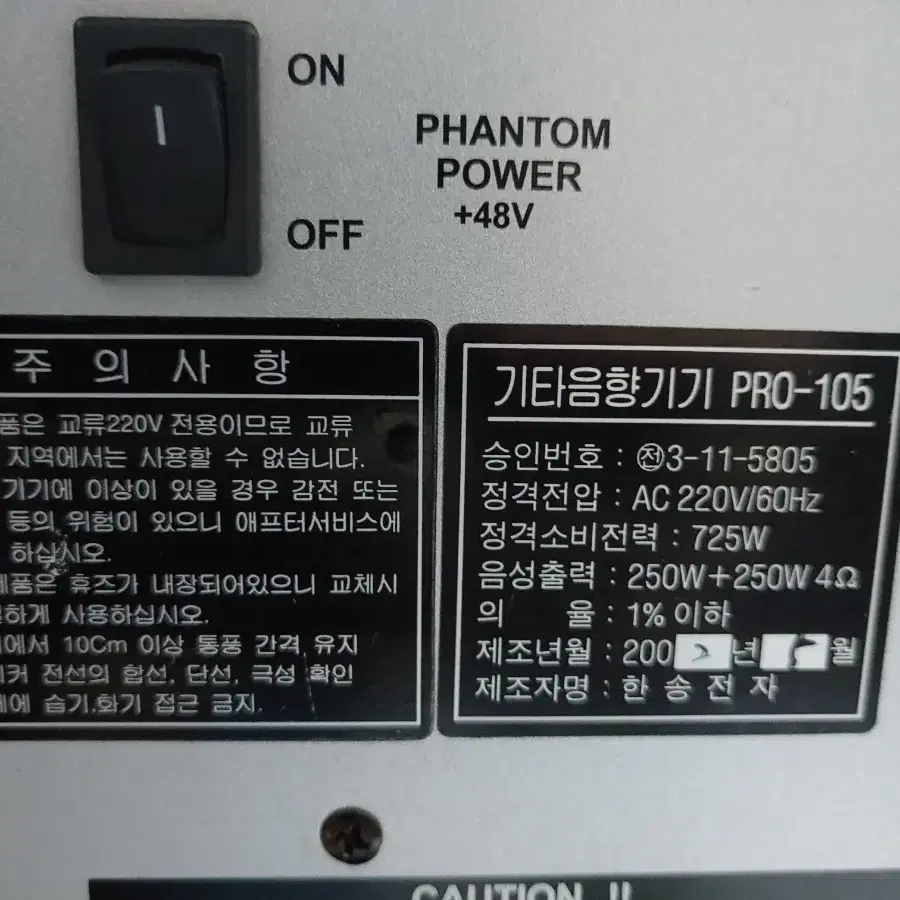 ON
PHANTOM
POWER
+48V
OFF
주 의 사 항
품은 교류220V 전용이므로 교류
지역에서는 사용할 수 없습니다.
기기에 이상이 있을 경우 감전 또는
등의 위험이 있으니 애프터서비스에
하십시오.
제품은 휴즈가 내장되어있으니 교체시
하게 사용하십시오.
에서 10Cm 이상 통풍 간격 유지
커 전선의 합선, 단선, 극성 확인
에 습기,화기 접근 금지.
기타음향기기 PRO-105
승인번호 : ㉠3-11-5805
정격전압 : AC 220V/60Hz
정격소비전력 : 725W
음성출력 : 250W+250W 4Ω
의 율 : 1% 이하
제조년월 : 2002년 5월
제조자명 : 한 송 전 자
CAUTION !!